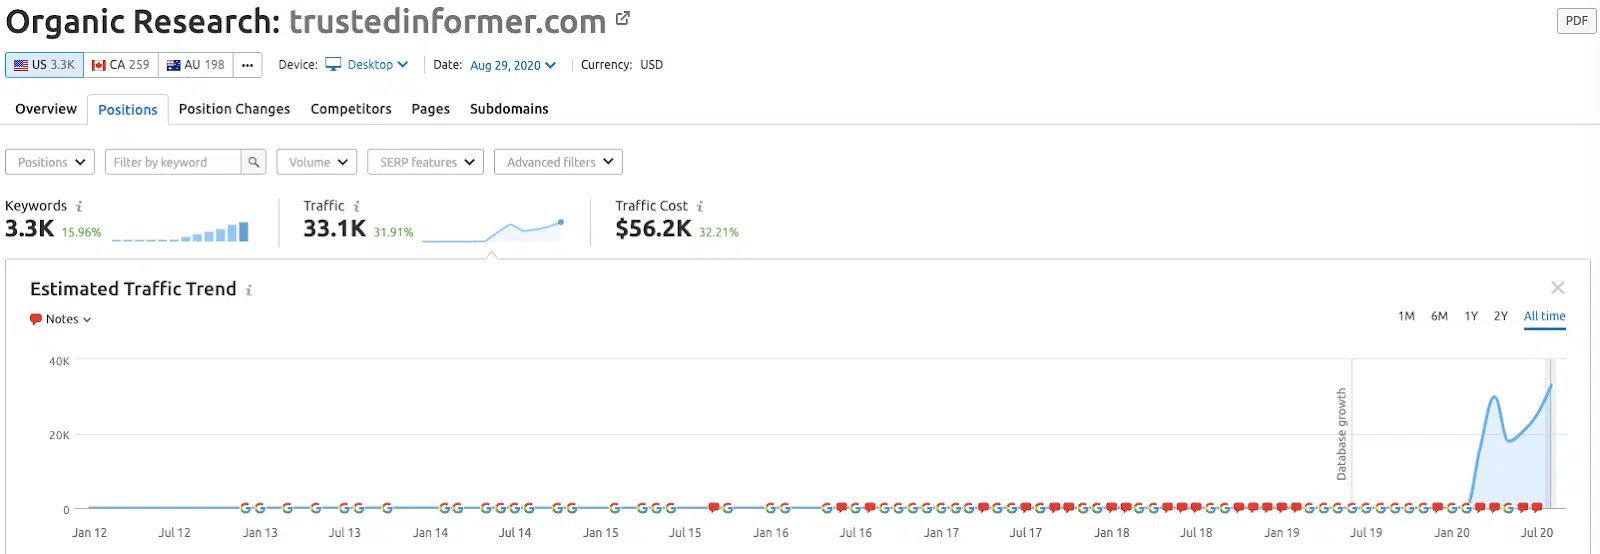 Organic Research: trustedinformer.com
PDF
US 3.3K CA 259 AU 198 ... Device: Desktop Date: Aug 29, 2020 Currency: USD
Overview Positions Position Changes Competitors Pages Subdomains
Positions Filter by keyword Volume SERP features Advanced filters
Keywords i Traffic i Traffic Cost i
3.3K 15.96% 33.1K 31.91% $56.2K 32.21%
Estimated Traffic Trend i
Notes 1M 6M 1Y 2Y All time
40K
20K
0
Database growth
Jan 12 Jul 12 Jan 13 Jul 13 Jan 14 Jul 14 Jan 15 Jul 15 Jan 16 Jul 16 Jan 17 Jul 17 Jan 18 Jul 18 Jan 19 Jul 19 Jan 20 Jul 20